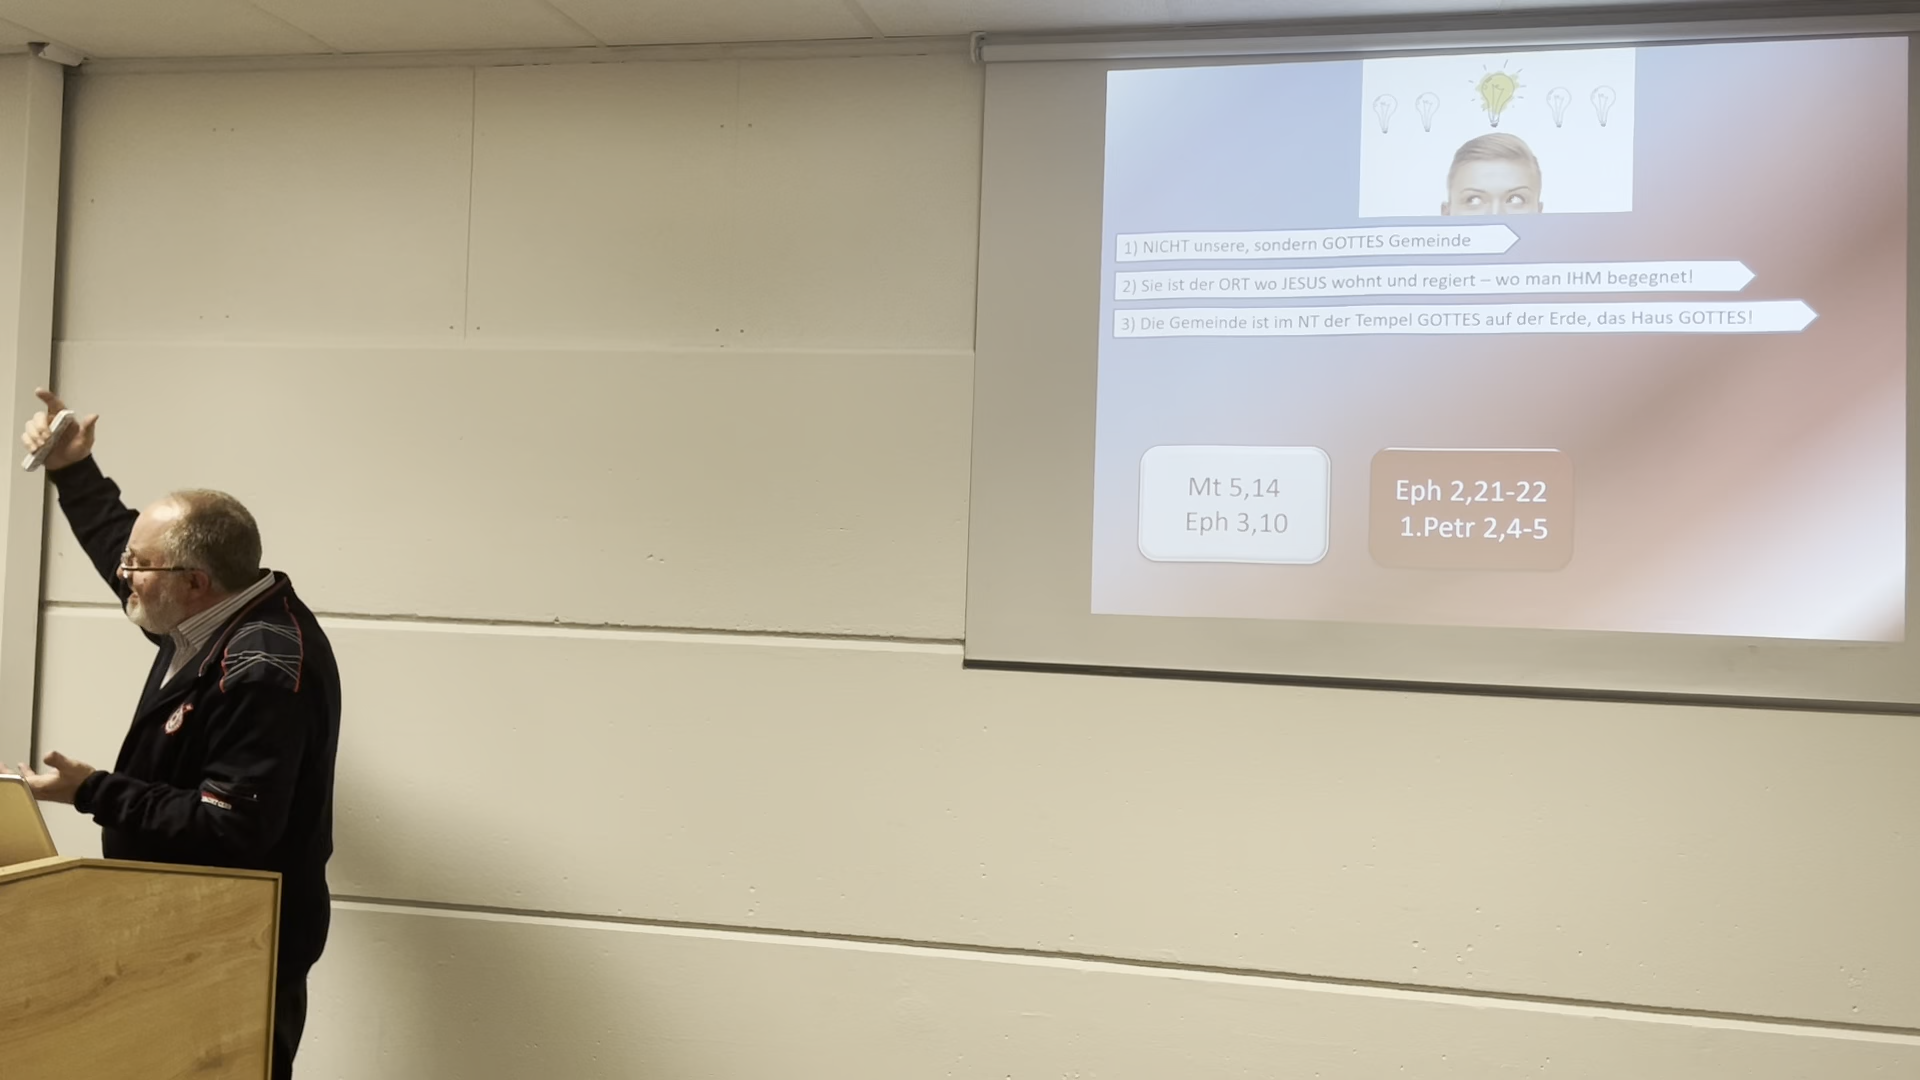 1) NICHT unsere, sondern GOTTES Gemeinde
2) Sie ist der ORT wo JESUS wohnt und regiert – wo man IHM begegnet!
3) Die Gemeinde ist im NT der Tempel GOTTES auf der Erde, das Haus GOTTES!
Mt 5,14
Eph 3,10
Eph 2,21-22
1.Petr 2,4-5